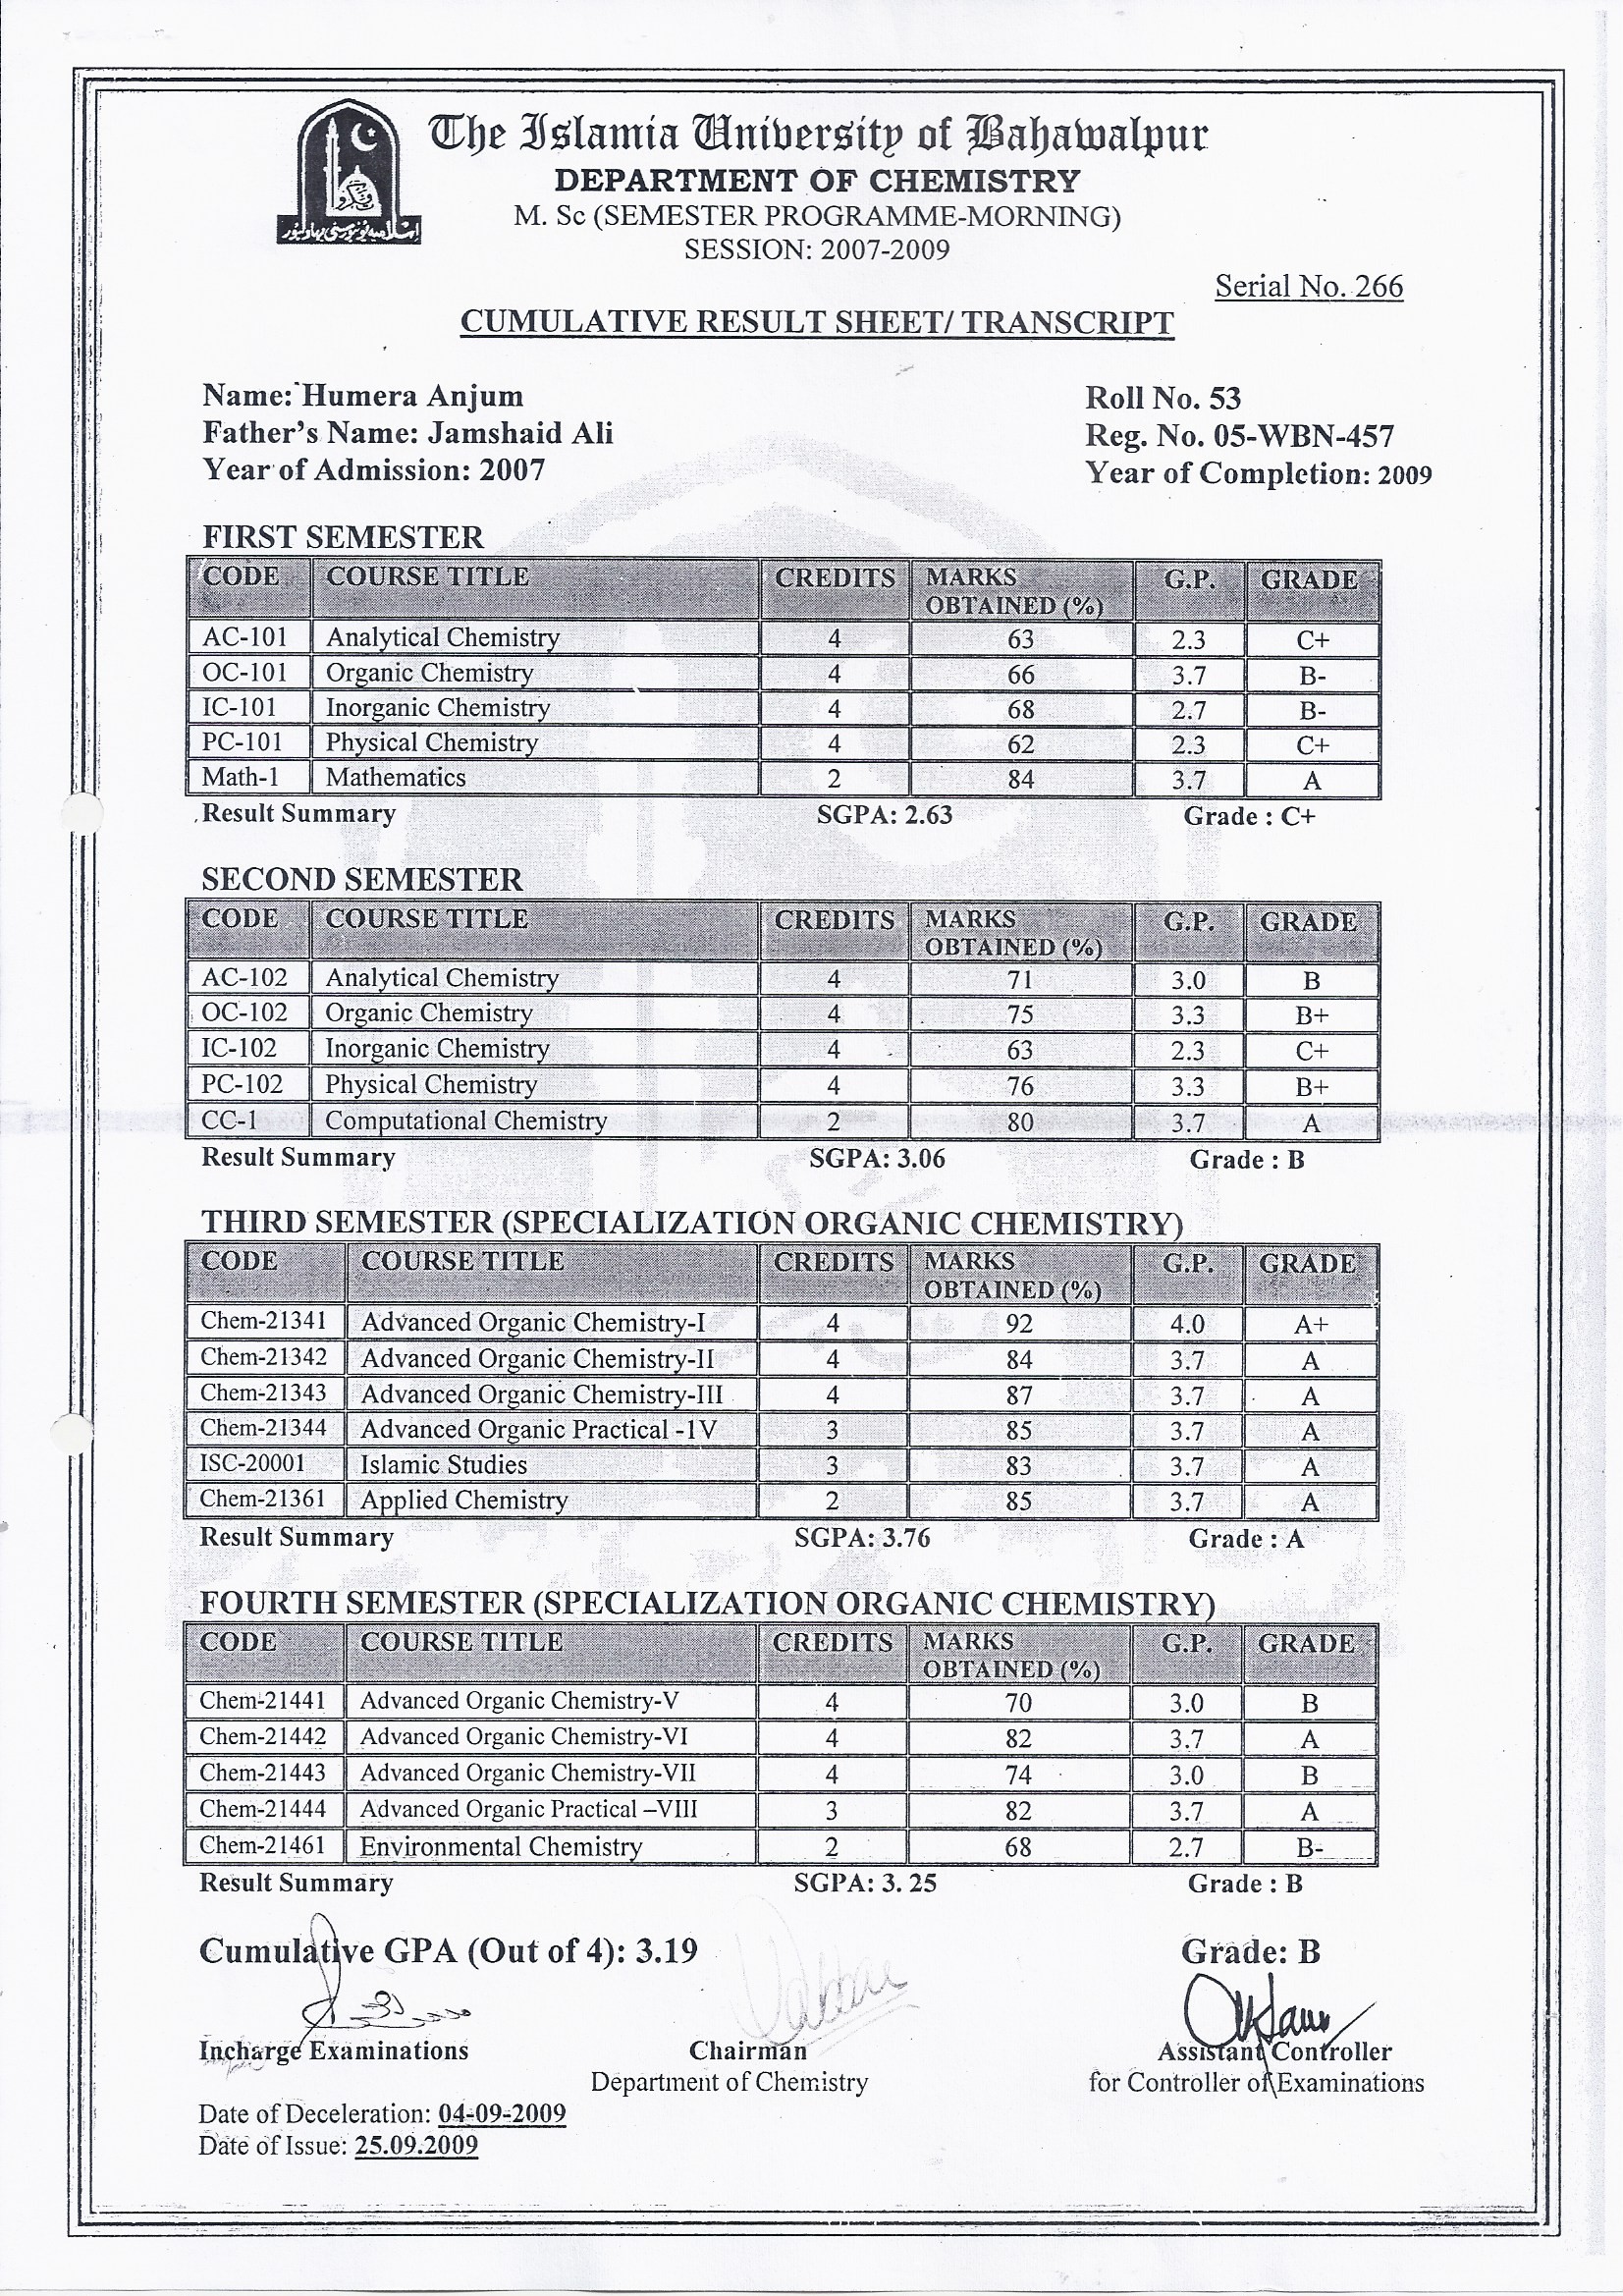 The Islamia University of Bahawalpur
DEPARTMENT OF CHEMISTRY
M. Sc (SEMESTER PROGRAMME-MORNING)
SESSION: 2007-2009
اسلامیہ یونیورسٹی بہاولپور
Serial No. 266
CUMULATIVE RESULT SHEET/ TRANSCRIPT
Name: Humera Anjum Roll No. 53
Father's Name: Jamshaid Ali Reg. No. 05-WBN-457
Year of Admission: 2007 Year of Completion: 2009
FIRST SEMESTER
CODE COURSE TITLE CREDITS MARKS OBTAINED (%) G.P. GRADE
AC-101 Analytical Chemistry 4 63 2.3 C+
OC-101 Organic Chemistry 4 66 3.7 B-
IC-101 Inorganic Chemistry 4 68 2.7 B-
PC-101 Physical Chemistry 4 62 2.3 C+
Math-1 Mathematics 2 84 3.7 A
Result Summary SGPA: 2.63 Grade : C+
SECOND SEMESTER
CODE COURSE TITLE CREDITS MARKS OBTAINED (%) G.P. GRADE
AC-102 Analytical Chemistry 4 71 3.0 B
OC-102 Organic Chemistry 4 75 3.3 B+
IC-102 Inorganic Chemistry 4 63 2.3 C+
PC-102 Physical Chemistry 4 76 3.3 B+
CC-1 Computational Chemistry 2 80 3.7 A
Result Summary SGPA: 3.06 Grade : B
THIRD SEMESTER (SPECIALIZATION ORGANIC CHEMISTRY)
CODE COURSE TITLE CREDITS MARKS OBTAINED (%) G.P. GRADE
Chem-21341 Advanced Organic Chemistry-I 4 92 4.0 A+
Chem-21342 Advanced Organic Chemistry-II 4 84 3.7 A
Chem-21343 Advanced Organic Chemistry-III 4 87 3.7 A
Chem-21344 Advanced Organic Practical -1V 3 85 3.7 A
ISC-20001 Islamic Studies 3 83 3.7 A
Chem-21361 Applied Chemistry 2 85 3.7 A
Result Summary SGPA: 3.76 Grade : A
FOURTH SEMESTER (SPECIALIZATION ORGANIC CHEMISTRY)
CODE COURSE TITLE CREDITS MARKS OBTAINED (%) G.P. GRADE
Chem-21441 Advanced Organic Chemistry-V 4 70 3.0 B
Chem-21442 Advanced Organic Chemistry-VI 4 82 3.7 A
Chem-21443 Advanced Organic Chemistry-VII 4 74 3.0 B
Chem-21444 Advanced Organic Practical –VIII 3 82 3.7 A
Chem-21461 Environmental Chemistry 2 68 2.7 B-
Result Summary SGPA: 3. 25 Grade : B
Cumulative GPA (Out of 4): 3.19 Grade: B
Incharge Examinations Chairman Assistant Controller
Department of Chemistry for Controller of Examinations
Date of Deceleration: 04-09-2009
Date of Issue: 25.09.2009